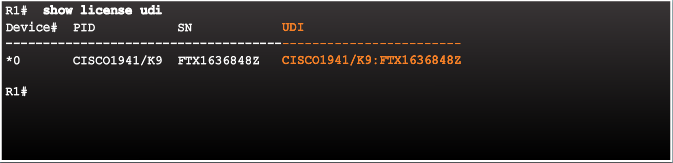 R1#  show license udi
Device#  PID          SN             UDI
-----------------------------------------------------------------
*0       CISCO1941/K9  FTX1636848Z   CISCO1941/K9:FTX1636848Z
R1#